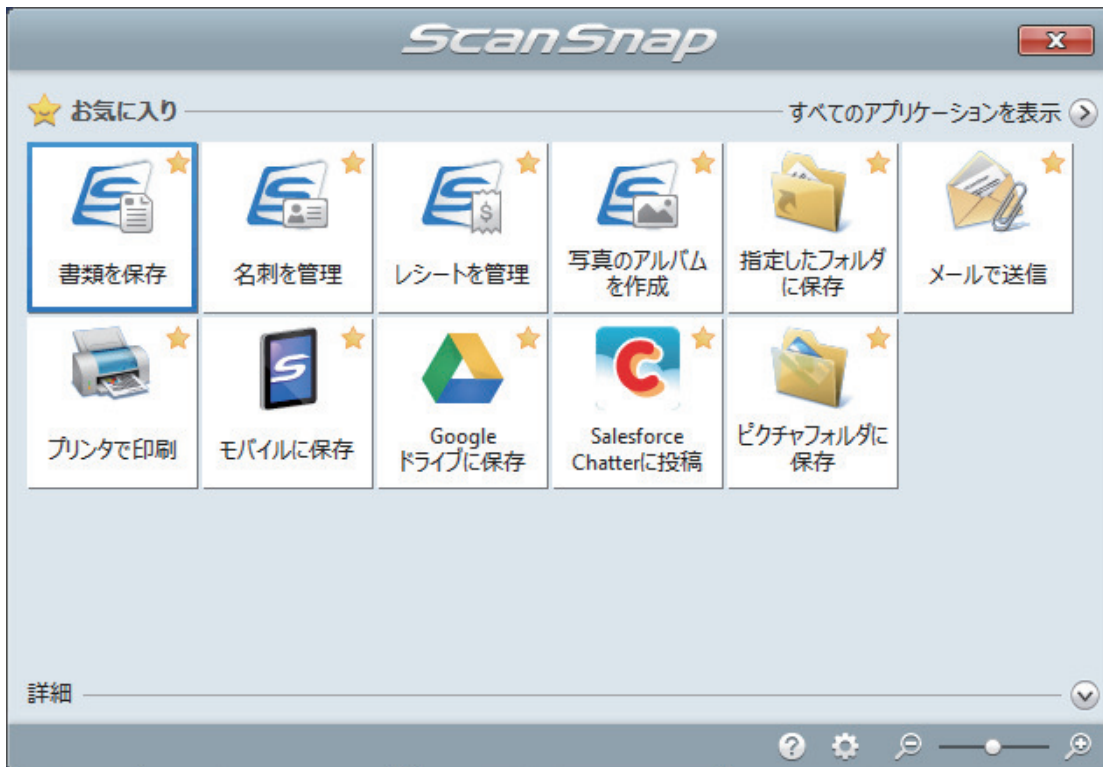 ScanSnap
お気に入り
すべてのアプリケーションを表示
書類を保存
名刺を管理
レシートを管理
写真のアルバム
を作成
指定したフォルダ
に保存
メールで送信
プリンタで印刷
モバイルに保存
Google
ドライブに保存
Salesforce
Chatterに投稿
ピクチャフォルダに
保存
詳細